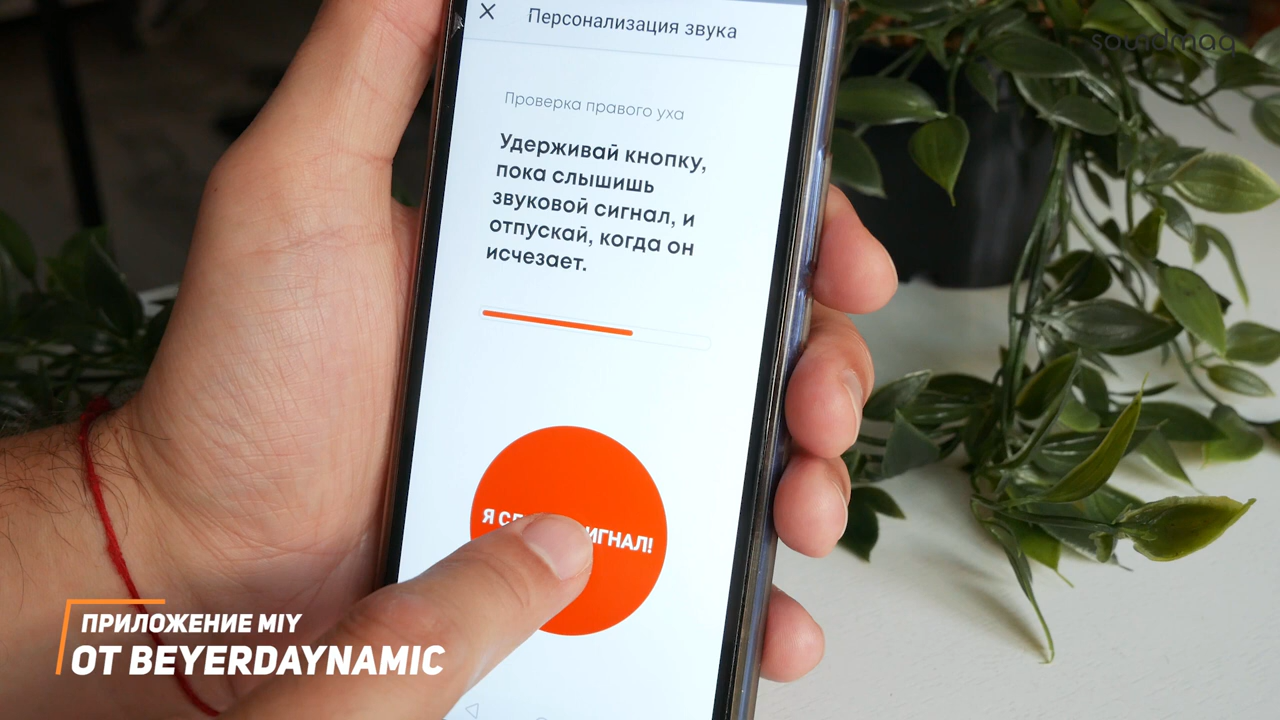 Персонализация звука
soundmag
Проверка правого уха
Удерживай кнопку,
пока слышишь
звуковой сигнал, и
отпускай, когда он
исчезает.
Я ИГНАЛ!
ПРИЛОЖЕНИЕ MIY
ОТ BEYERDAYNAMIC